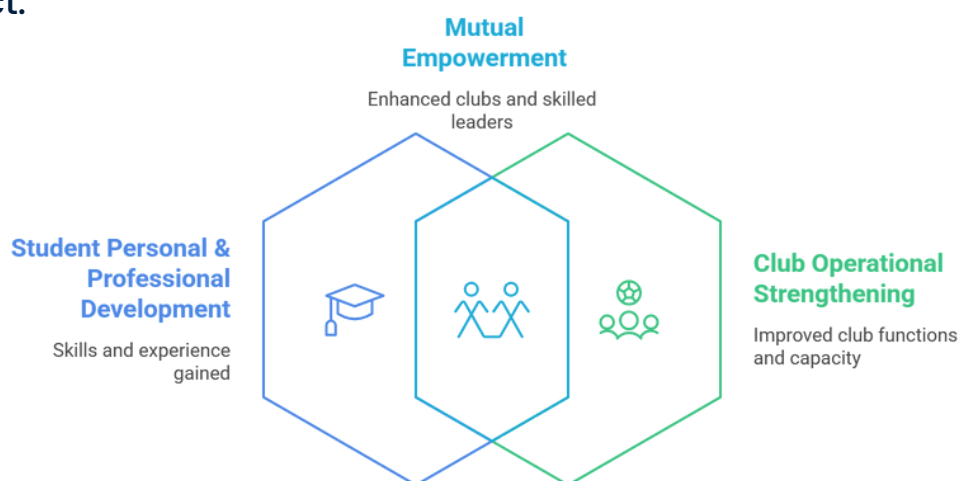 ct.
Mutual
Empowerment
Enhanced clubs and skilled
leaders
Student Personal &
Professional
Development
Skills and experience
gained
Club Operational
Strengthening
Improved club functions
and capacity